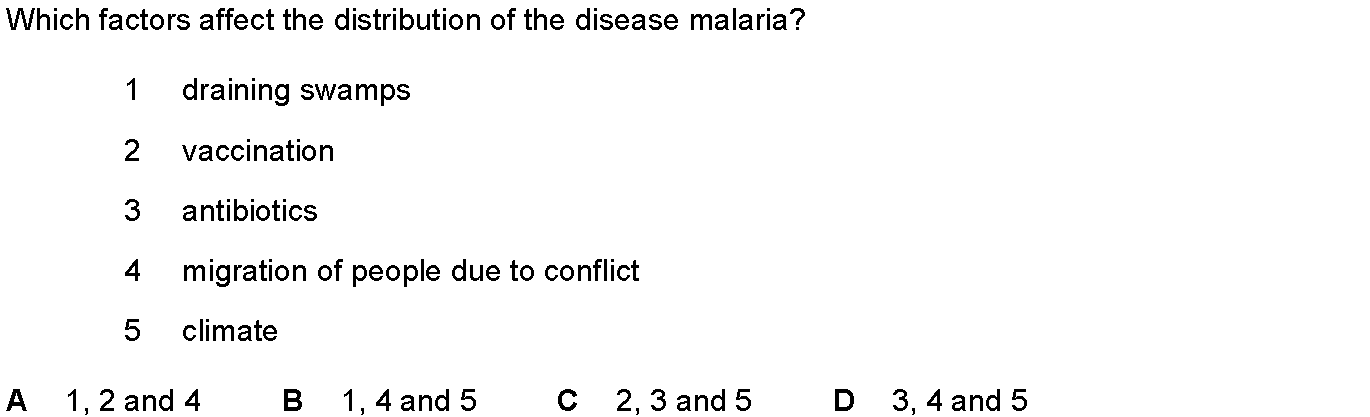 Which factors affect the distribution of the disease malaria?
1 draining swamps
2 vaccination
3 antibiotics
4 migration of people due to conflict
5 climate
A 1, 2 and 4 B 1, 4 and 5 C 2, 3 and 5 D 3, 4 and 5